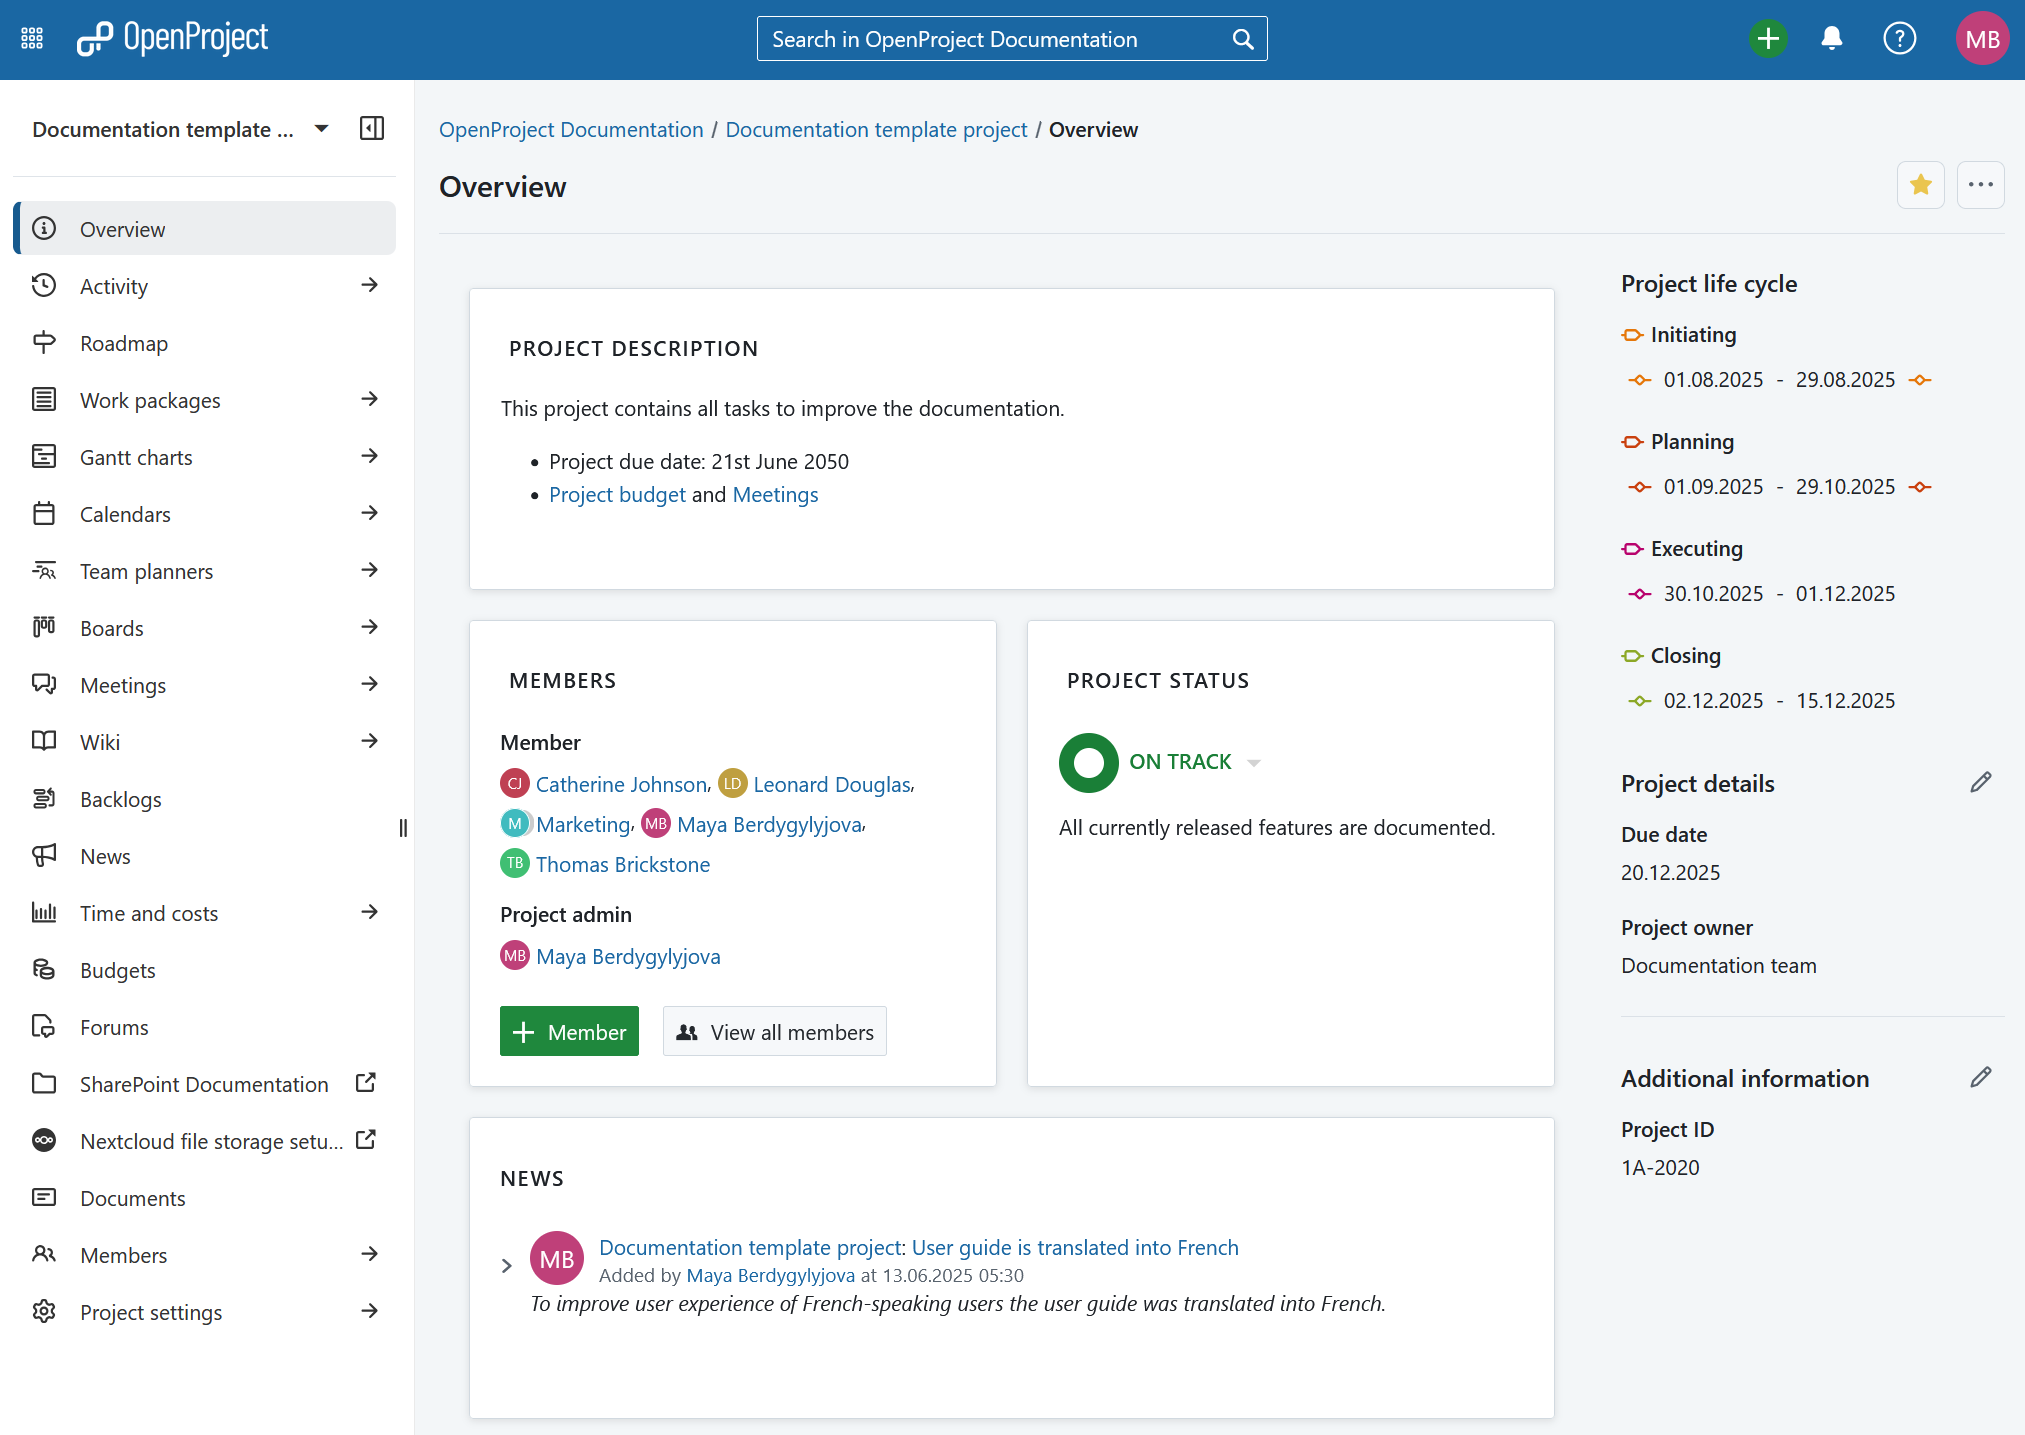 OpenProject
Search in OpenProject Documentation
MB
Documentation template ...
Overview
Activity
Roadmap
Work packages
Gantt charts
Calendars
Team planners
Boards
Meetings
Wiki
Backlogs
News
Time and costs
Budgets
Forums
SharePoint Documentation
Nextcloud file storage setu...
Documents
Members
Project settings
OpenProject Documentation / Documentation template project / Overview
Overview
PROJECT DESCRIPTION
This project contains all tasks to improve the documentation.
• Project due date: 21st June 2050
• Project budget and Meetings
MEMBERS
Member
CJ Catherine Johnson, LD Leonard Douglas,
M Marketing, MB Maya Berdygylyjova,
TB Thomas Brickstone
Project admin
MB Maya Berdygylyjova
+ Member
View all members
PROJECT STATUS
ON TRACK
All currently released features are documented.
NEWS
MB
Documentation template project: User guide is translated into French
Added by Maya Berdygylyjova at 13.06.2025 05:30
To improve user experience of French-speaking users the user guide was translated into French.
Project life cycle
Initiating
01.08.2025 - 29.08.2025
Planning
01.09.2025 - 29.10.2025
Executing
30.10.2025 - 01.12.2025
Closing
02.12.2025 - 15.12.2025
Project details
Due date
20.12.2025
Project owner
Documentation team
Additional information
Project ID
1A-2020